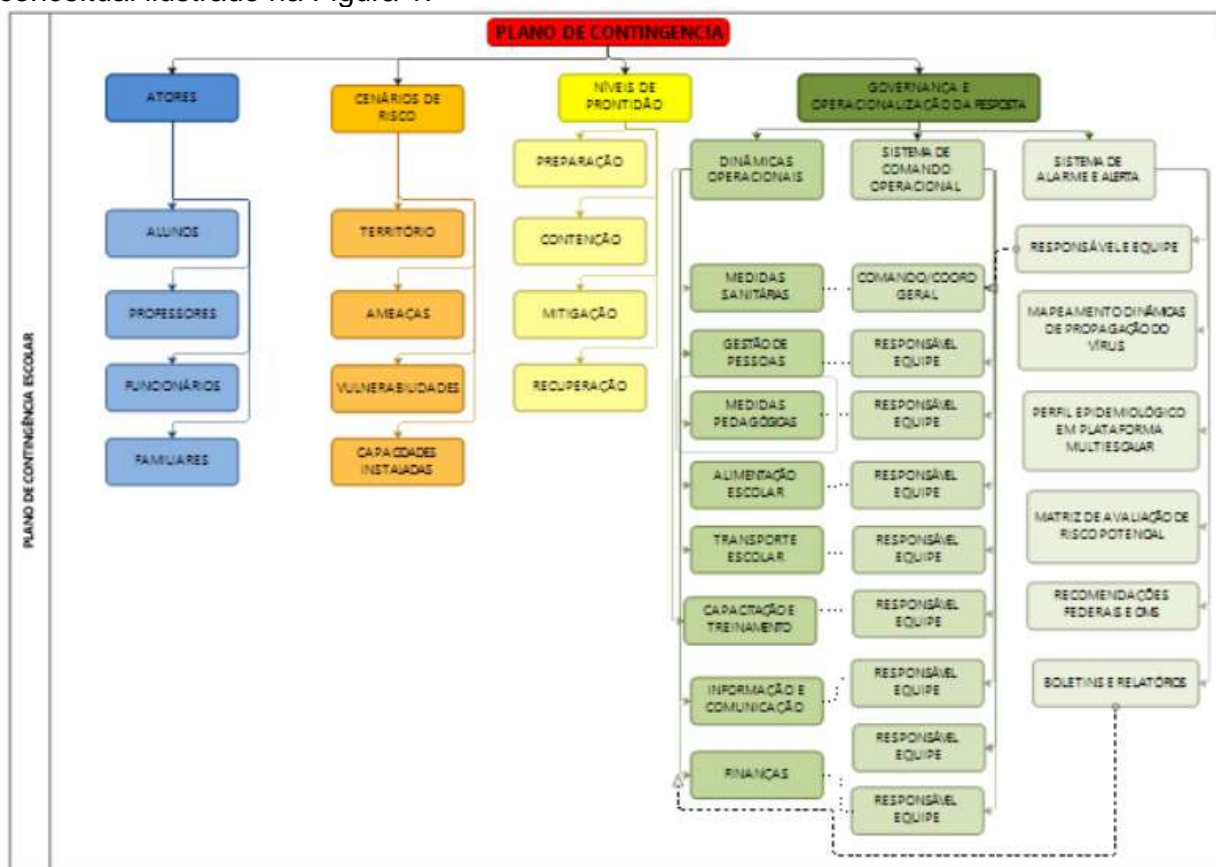 conceitual ilustrado na Figura 1.
PLANO DE CONTINGENCIA
PLANO DE CONTINGÊNCIA ESCOLAR
ATORES
ALUNOS
PROFESSORES
FUNCIONÁRIOS
FAMILIARES
CENÁRIOS DE
RISCO
TERRITÓRIO
AMEAÇAS
VULNERABILIDADES
CAPACIDADES
INSTALADAS
NÍVEIS DE
PRONTIDÃO
PREPARAÇÃO
CONTENÇÃO
MITIGAÇÃO
RECUPERAÇÃO
GOVERNANÇA E
OPERACIONALIZAÇÃO DA RESPOSTA
DINÂMICAS
OPERACIONAIS
MEDIDAS
SANITÁRIAS
GESTÃO DE
PESSOAS
MEDIDAS
PEDAGÓGICAS
ALIMENTAÇÃO
ESCOLAR
TRANSPORTE
ESCOLAR
CAPACITAÇÃO E
TREINAMENTO
INFORMAÇÃO E
COMUNICAÇÃO
FINANÇAS
SISTEMA DE
COMANDO
OPERACIONAL
COMANDO/COORD
GERAL
RESPONSÁVEL
EQUIPE
RESPONSÁVEL
EQUIPE
RESPONSÁVEL
EQUIPE
RESPONSÁVEL
EQUIPE
RESPONSÁVEL
EQUIPE
RESPONSÁVEL
EQUIPE
RESPONSÁVEL
EQUIPE
RESPONSÁVEL
EQUIPE
SISTEMA DE
ALARME E ALERTA
RESPONSÁVEL E EQUIPE
MAPEAMENTO DINÂMICAS
DE PROPAGAÇÃO DO
VÍRUS
PERFIL EPIDEMIOLÓGICO
EM PLATAFORMA
MULTIESCALAR
MATRIZ DE AVALIAÇÃO DE
RISCO POTENCIAL
RECOMENDAÇÕES
FEDERAIS E OMS
BOLETINS E RELATÓRIOS